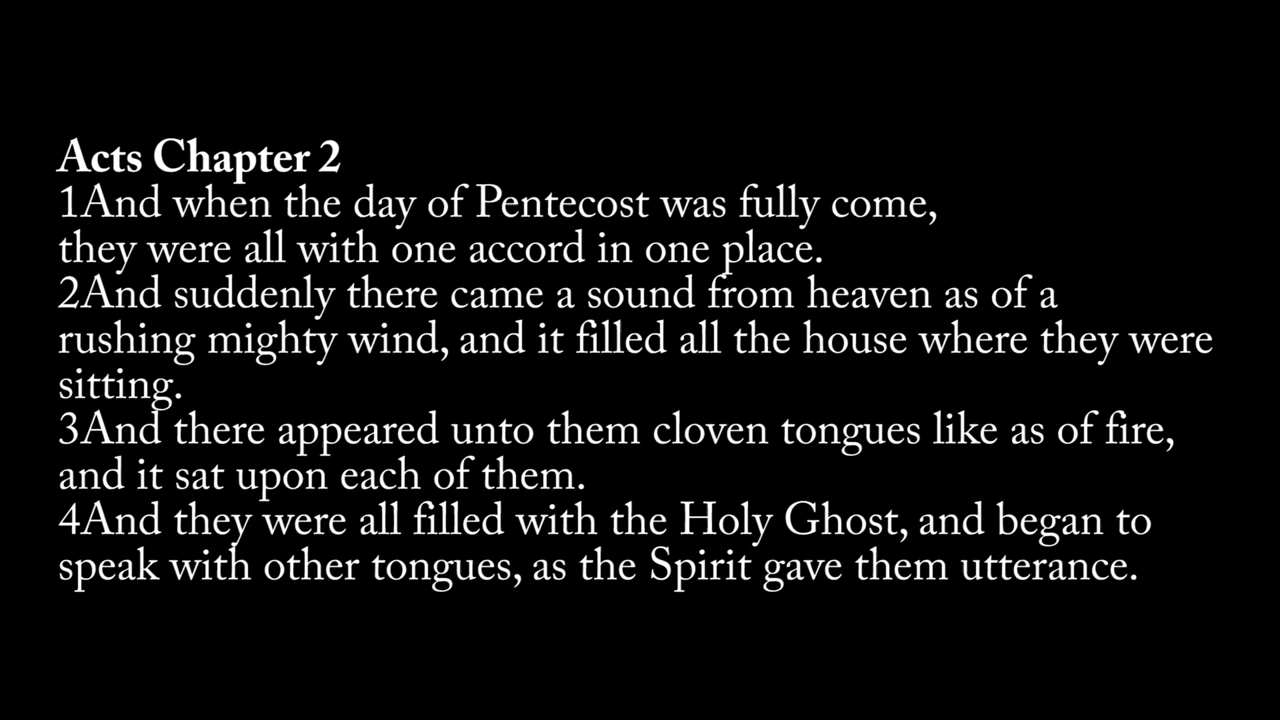 Acts Chapter 2
1And when the day of Pentecost was fully come,
they were all with one accord in one place.
2And suddenly there came a sound from heaven as of a
rushing mighty wind, and it filled all the house where they were
sitting.
3And there appeared unto them cloven tongues like as of fire,
and it sat upon each of them.
4And they were all filled with the Holy Ghost, and began to
speak with other tongues, as the Spirit gave them utterance.